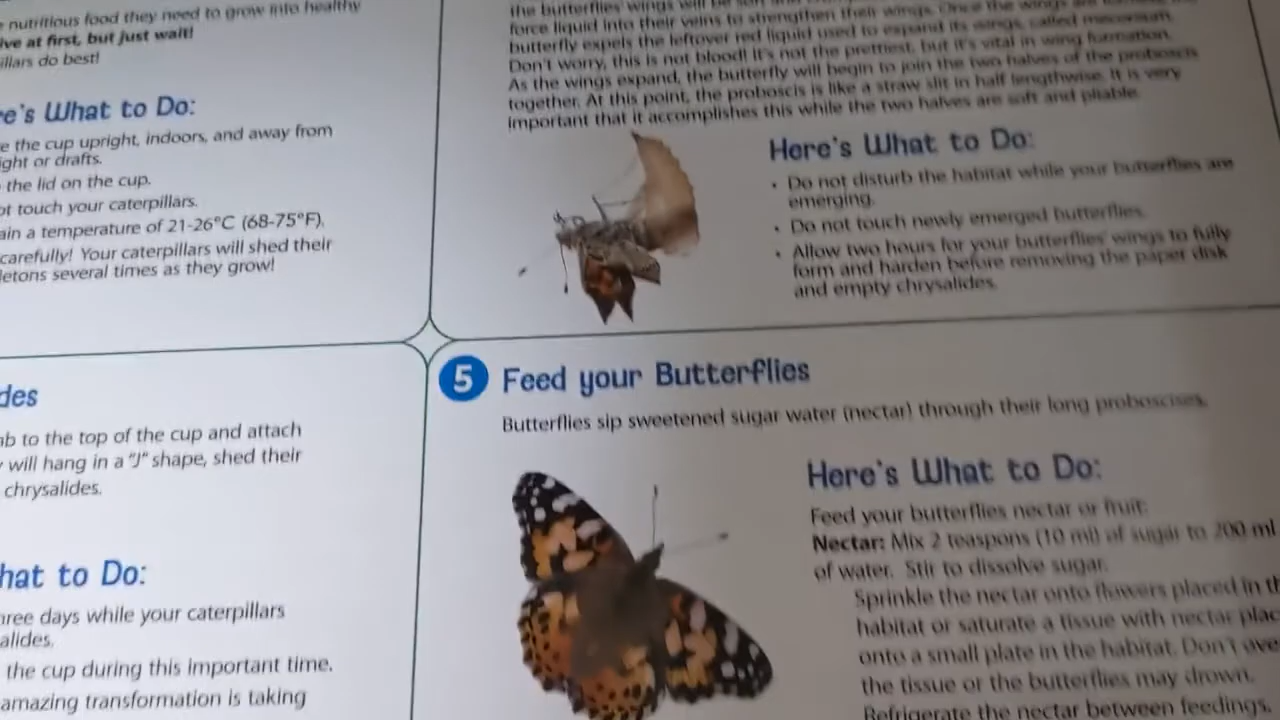 nutritious food they need to grow into healthy
ive at first, but just wait!
illars do best!
re's What to Do:
e the cup upright, indoors, and away from
ight or drafts.
the lid on the cup.
ot touch your caterpillars.
ain a temperature of 21-26°C (68-75°F).
carefully! Your caterpillars will shed their
letons several times as they grow!
des
mb to the top of the cup and attach
y will hang in a "J" shape, shed their
chrysalides.
hat to Do:
hree days while your caterpillars
alides.
the cup during this important time.
amazing transformation is taking
the butterflies' wings will be
force liquid into their veins to strengthen their wings. Once the wings are
butterfly expels the leftover red liquid used to expand its wings, called meconium.
Don't worry, this is not blood! It's not the prettiest, but it's vital in wing formation.
As the wings expand, the butterfly will begin to join the two halves of the proboscis
together. At this point, the proboscis is like a straw slit in half lengthwise. It is very
important that it accomplishes this while the two halves are soft and pliable.
Here's What to Do:
• Do not disturb the habitat while your butterflies are
emerging.
• Do not touch newly emerged butterflies.
• Allow two hours for your butterflies' wings to fully
form and harden before removing the paper disk
and empty chrysalides.
5 Feed your Butterflies
Butterflies sip sweetened sugar water (nectar) through their long proboscises.
Here's What to Do:
Feed your butterflies nectar or fruit:
Nectar: Mix 2 teaspons (10 ml) of sugar to 200 ml
of water. Stir to dissolve sugar.
Sprinkle the nectar onto flowers placed in th
habitat or saturate a tissue with nectar plac
onto a small plate in the habitat. Don't ove
the tissue or the butterflies may drown.
Refrigerate the nectar between feedings.